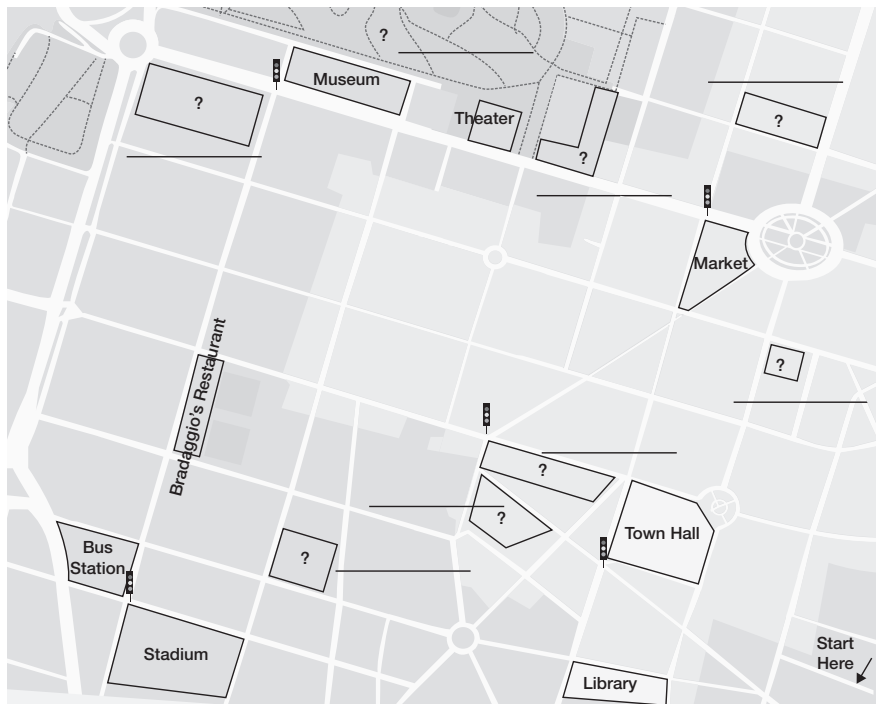 ?
Museum
?
Theater
?
?
Market
?
Bradaggio's Restaurant
?
?
Town Hall
Bus
Station
?
Start
Here
Stadium
Library